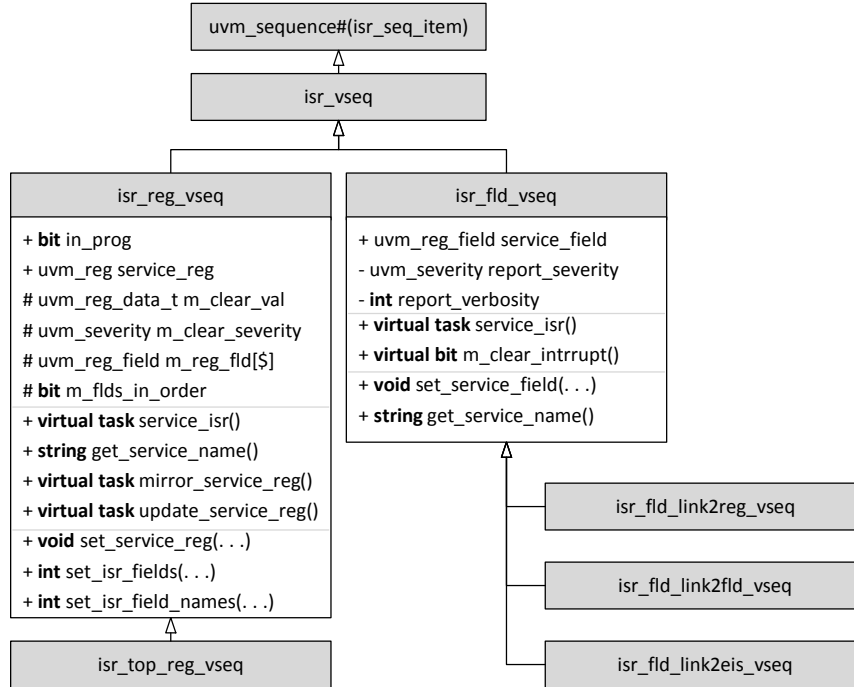 uvm_sequence#(isr_seq_item)
isr_vseq
isr_reg_vseq
+ bit in_prog
+ uvm_reg service_reg
# uvm_reg_data_t m_clear_val
# uvm_severity m_clear_severity
# uvm_reg_field m_reg_fld[$]
# bit m_flds_in_order
+ virtual task service_isr()
+ string get_service_name()
+ virtual task mirror_service_reg()
+ virtual task update_service_reg()
+ void set_service_reg(. . .)
+ int set_isr_fields(. . .)
+ int set_isr_field_names(. . .)
isr_top_reg_vseq
isr_fld_vseq
+ uvm_reg_field service_field
- uvm_severity report_severity
- int report_verbosity
+ virtual task service_isr()
+ virtual bit m_clear_intrrupt()
+ void set_service_field(. . .)
+ string get_service_name()
isr_fld_link2reg_vseq
isr_fld_link2fld_vseq
isr_fld_link2eis_vseq